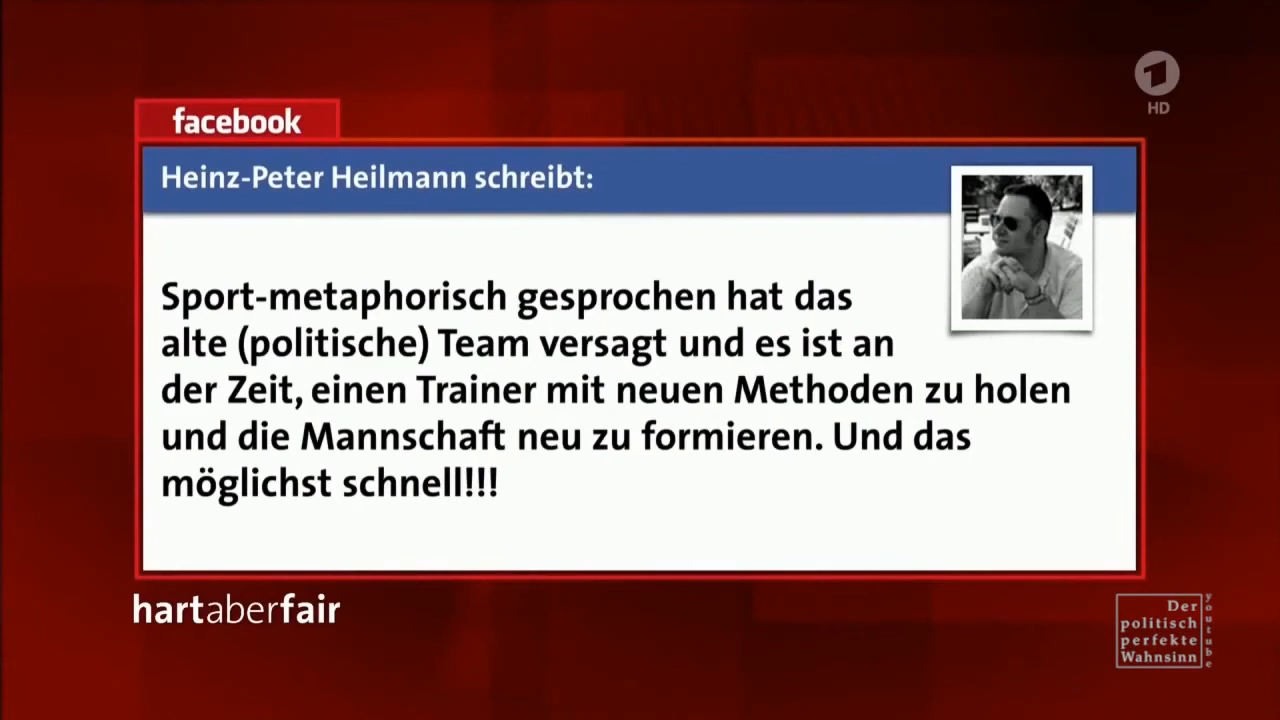 1
HD
facebook
Heinz-Peter Heilmann schreibt:
Sport-metaphorisch gesprochen hat das
alte (politische) Team versagt und es ist an
der Zeit, einen Trainer mit neuen Methoden zu holen
und die Mannschaft neu zu formieren. Und das
möglichst schnell!!!
hartaberfair
Der
politisch
perfekte
Wahnsinn
youtube